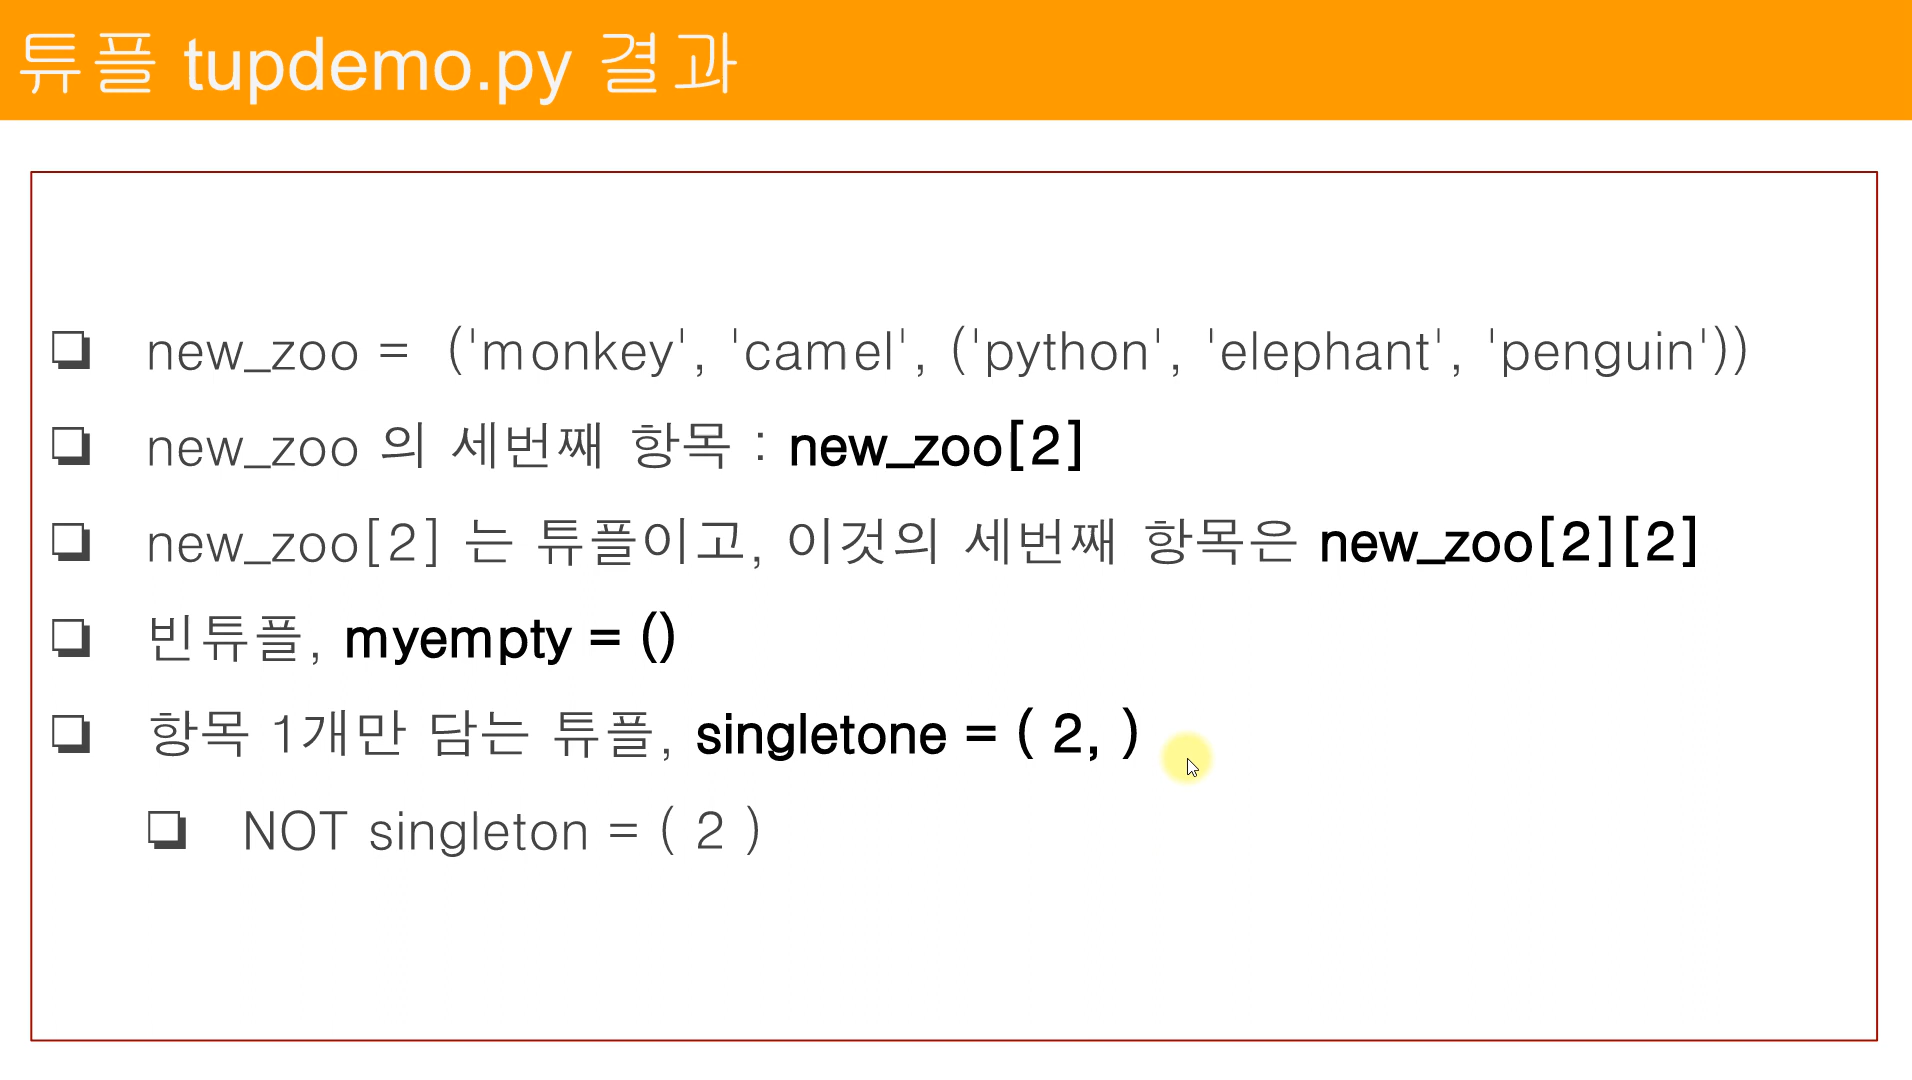 튜플 tupdemo.py 결과
new_zoo = ('monkey', 'camel', ('python', 'elephant', 'penguin'))
new_zoo 의 세번째 항목 : new_zoo[2]
new_zoo[2] 는 튜플이고, 이것의 세번째 항목은 new_zoo[2][2]
빈튜플, myempty = ()
항목 1개만 담는 튜플, singletone = ( 2, )
NOT singleton = ( 2 )